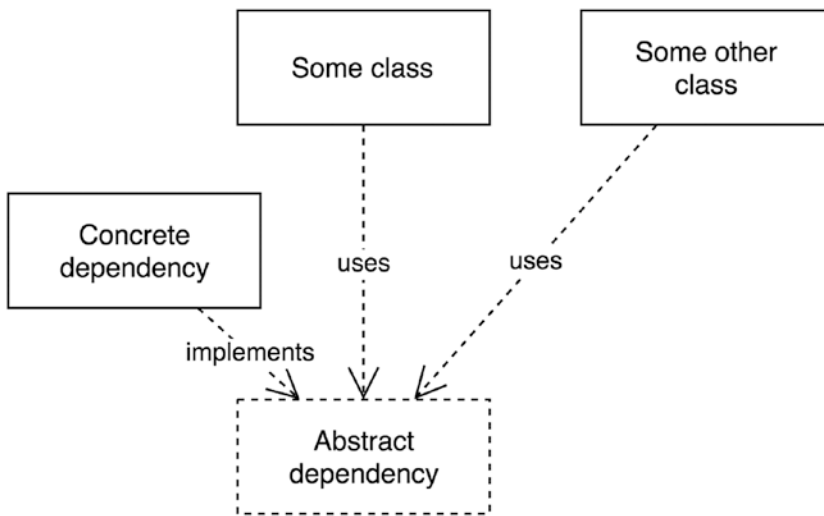 Some class
Some other
class
Concrete
dependency
uses
uses
implements
Abstract
dependency